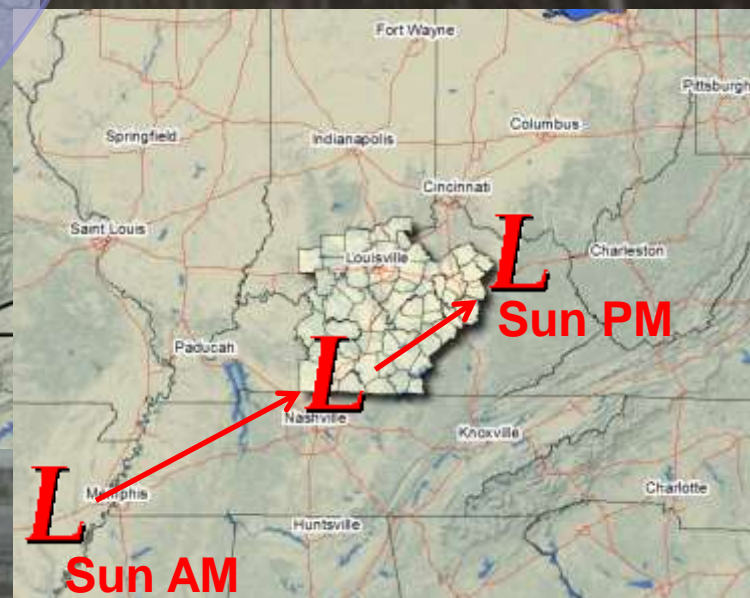 Fort Wayne
Pittsburgh
Springfield
Indianapolis
Columbus
Cincinnati
Saint Louis
Louisville
L
Charleston
Sun PM
Paducah
L
Nashville
Knoxville
L
Memphis
Charlotte
Huntsville
Sun AM